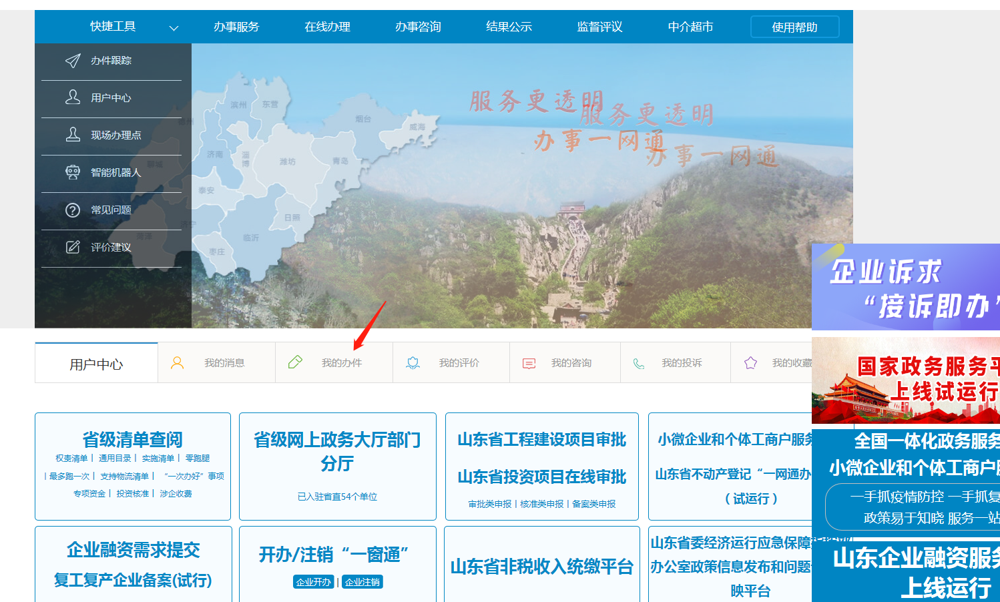 快捷工具 办事服务 在线办理 办事咨询 结果公示 监督评议 中介超市 使用帮助
办件跟踪
用户中心
现场办理点
智能机器人
常见问题
评价建议
滨州 东营
烟台
威海
德州
济南 淄博 潍坊 青岛
聊城
泰安
日照
济宁
菏泽 临沂
枣庄
服务更透明
服务更透明
办事一网通
办事一网通
企业诉求
“接诉即办”
国家政务服务平
上线试运行
用户中心 我的消息 我的办件 我的评价 我的咨询 我的投诉 我的收藏
省级清单查阅
权责清单 | 通用目录 | 实施清单 | 零跑腿
| 最多跑一次 | 支持物流清单 | “一次办好”事项
专项资金 | 投资核准 | 涉企收费
省级网上政务大厅部门
分厅
已入驻省直54个单位
山东省工程建设项目审批
山东省投资项目在线审批
审批类申报 | 核准类申报 | 备案类申报
小微企业和个体工商户服务
山东省不动产登记“一网通办
（试运行）
全国一体化政务服务
小微企业和个体工商户
一手抓疫情防控 一手抓复
政策易于知晓 服务一站
企业融资需求提交
复工复产企业备案(试行)
开办/注销“一窗通”
企业开办 | 企业注销
山东省非税收入统缴平台
山东省委经济运行应急保障指挥部
办公室政策信息发布和问题
映平台
山东企业融资服务
上线运行